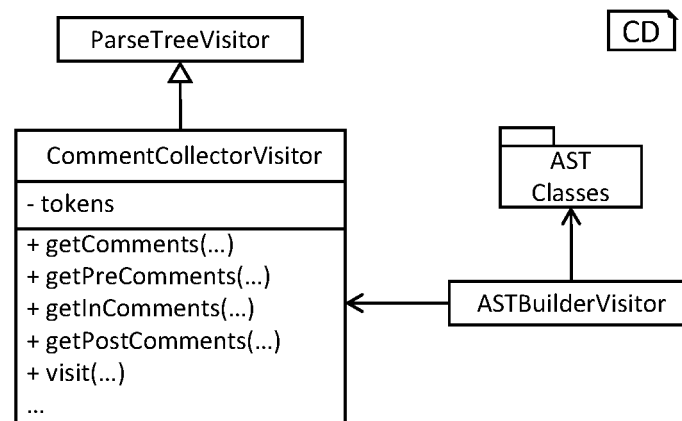 ParseTreeVisitor
CD
CommentCollectorVisitor
- tokens
+ getComments(...)
+ getPreComments(...)
+ getInComments(...)
+ getPostComments(...)
+ visit(...)
...
AST
Classes
ASTBuilderVisitor